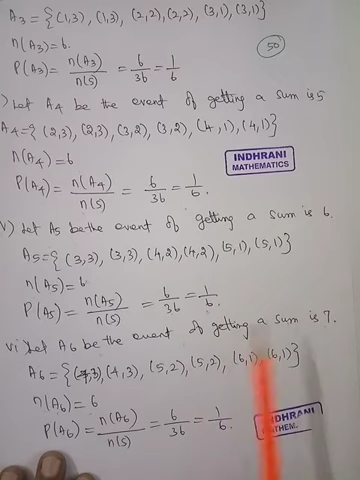 A3 = {(1,3), (1,3), (2,2), (2,2), (3,1), (3,1)}
n(A3) = 6.
50
P(A3) = n(A3)/n(S) = 6/36 = 1/6
) Let A4 be the event of getting a sum is 5
A4 = {(2,3), (2,3), (3,2), (3,2), (4,1), (4,1)}
n(A4) = 6
INDHRANI
MATHEMATICS
P(A4) = n(A4)/n(S) = 6/36 = 1/6.
V) Let A5 be the event of getting a sum is 6.
A5 = {(3,3), (3,3), (4,2), (4,2), (5,1), (5,1)}
n(A5) = 6
P(A5) = n(A5)/n(S) = 6/36 = 1/6.
vi) Let A6 be the event of getting a sum is 7.
A6 = {(4,3), (4,3), (5,2), (5,2), (6,1), (6,1)}
n(A6) = 6
P(A6) = n(A6)/n(S) = 6/36 = 1/6.
INDHRANI
MATHEM